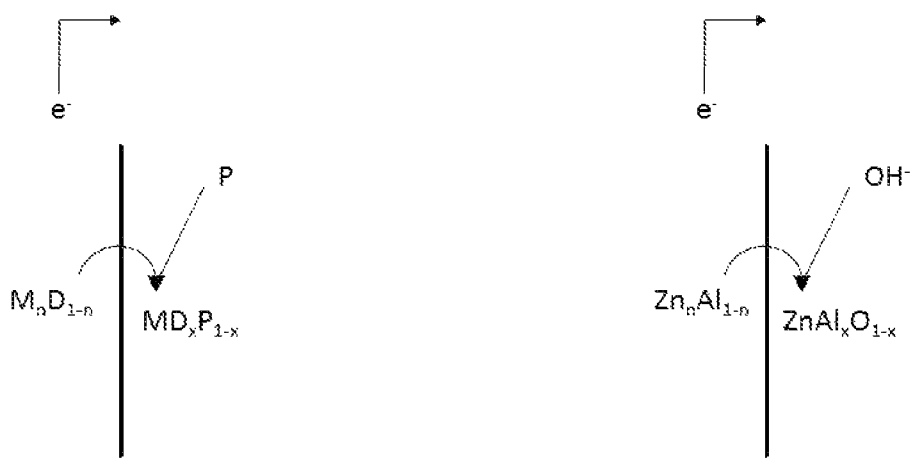 e⁻ e⁻
P OH⁻
MₙD₁₋ₙ ZnₙAl₁₋ₙ
MDₓP₁₋ₓ ZnAlₓO₁₋ₓ